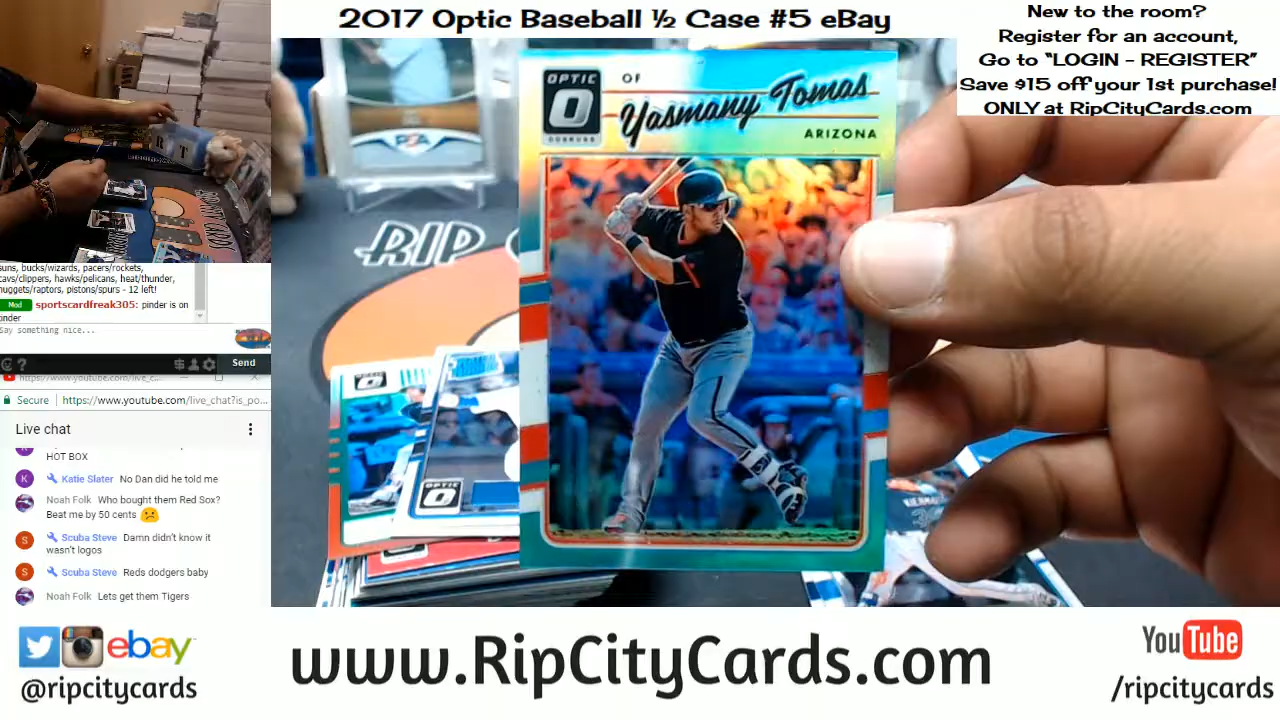 2017 Optic Baseball ½ Case #5 eBay
New to the room?
Register for an account,
Go to “LOGIN - REGISTER”
Save $15 off your 1st purchase!
ONLY at RipCityCards.com
OPTIC
DONRUSS
OF
Yasmany Tomas
ARIZONA
PSA
RIP
OPTIC
suns, bucks/wizards, pacers/rockets,
cavs/clippers, hawks/pelicans, heat/thunder,
nuggets/raptors, pistons/spurs - 12 left!
Mod sportscardfreak305: pinder is on
pinder
Say something nice...
Send
https://www.youtube.com/live_c...
Secure https://www.youtube.com/live_chat?is_po...
Live chat
HOT BOX
K Katie Slater No Dan did he told me
Noah Folk Who bought them Red Sox?
Beat me by 50 cents
S Scuba Steve Damn didn’t know it
wasn’t logos
S Scuba Steve Reds dodgers baby
Noah Folk Lets get them Tigers
ebay
@ripcitycards
www.RipCityCards.com
YouTube
/ripcitycards